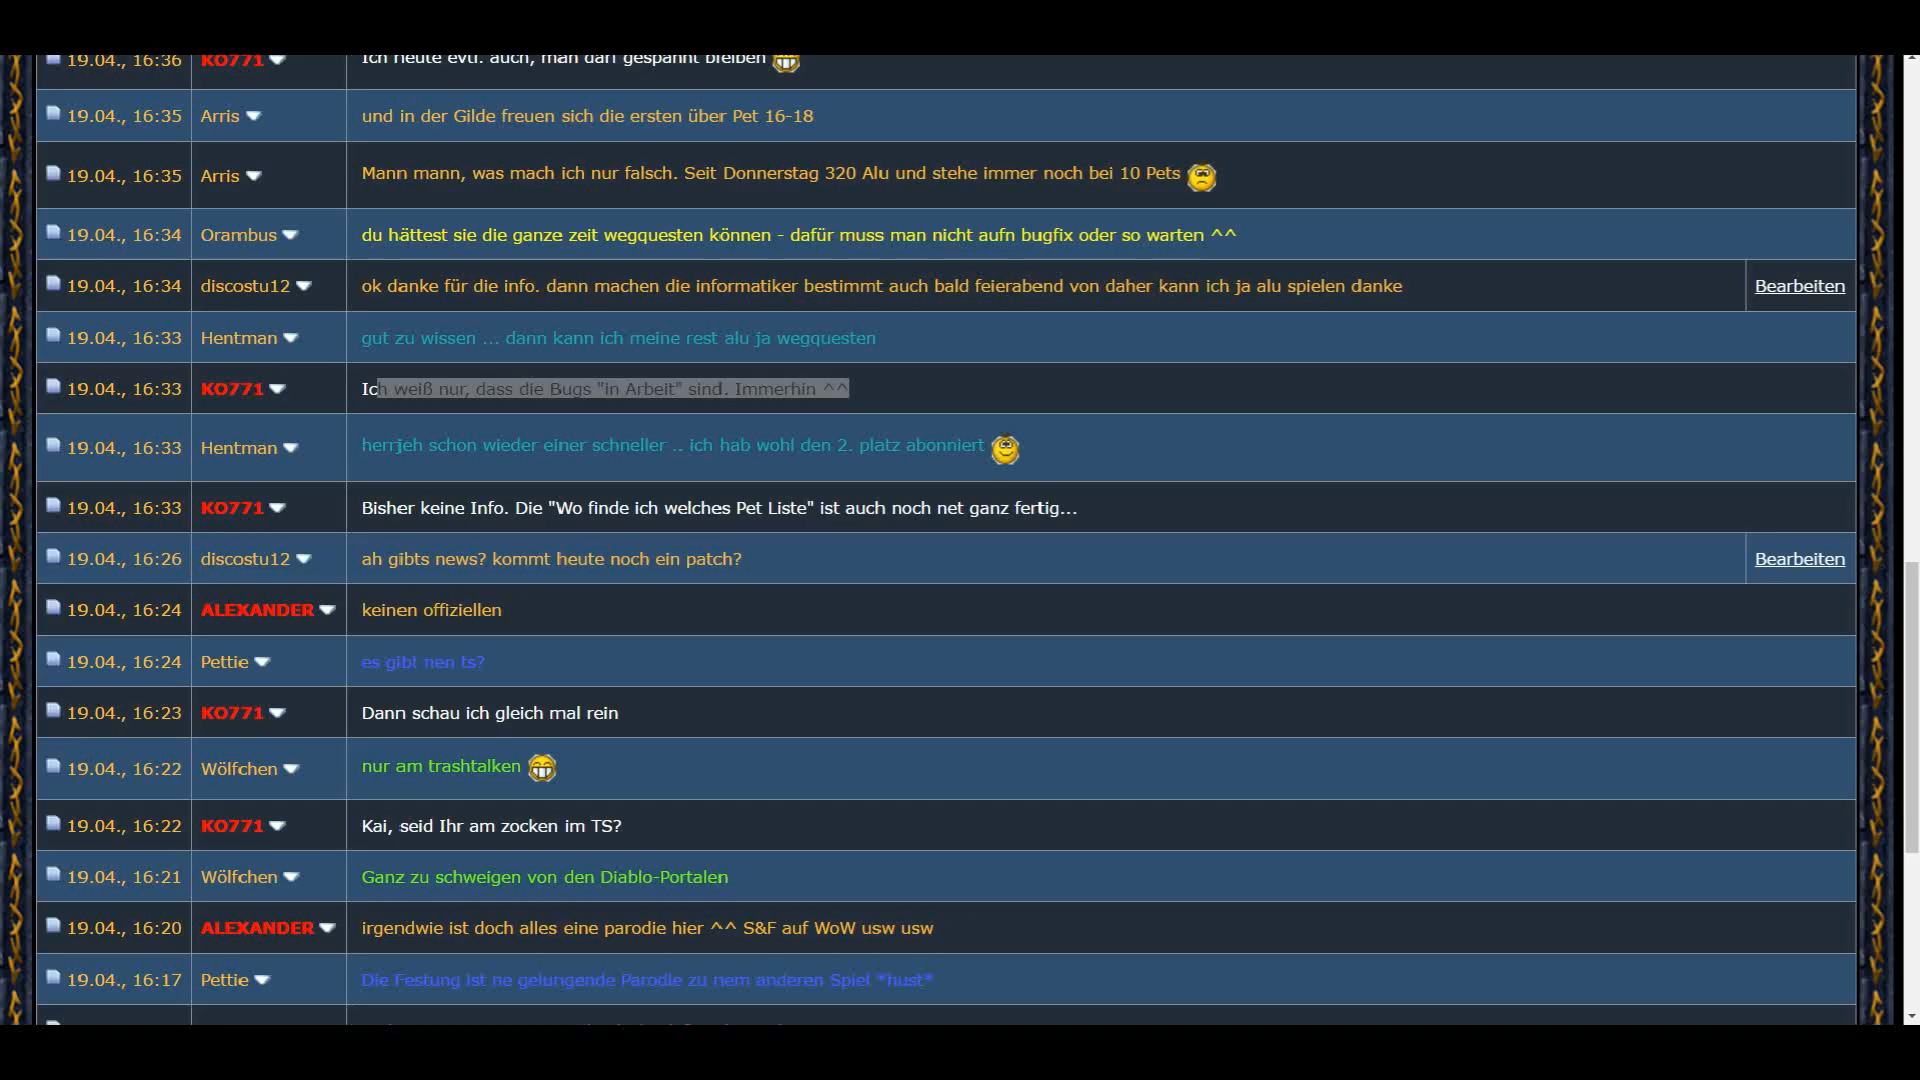 19.04., 16:36 KO771 Ich heute evtl. auch, man darf gespannt bleiben
19.04., 16:35 Arris und in der Gilde freuen sich die ersten über Pet 16-18
19.04., 16:35 Arris Mann mann, was mach ich nur falsch. Seit Donnerstag 320 Alu und stehe immer noch bei 10 Pets
19.04., 16:34 Orambus du hättest sie die ganze zeit wegquesten können - dafür muss man nicht aufn bugfix oder so warten ^^
19.04., 16:34 discostu12 ok danke für die info. dann machen die informatiker bestimmt auch bald feierabend von daher kann ich ja alu spielen danke Bearbeiten
19.04., 16:33 Hentman gut zu wissen ... dann kann ich meine rest alu ja wegquesten
19.04., 16:33 KO771 Ich weiß nur, dass die Bugs "in Arbeit" sind. Immerhin ^^
19.04., 16:33 Hentman herrjeh schon wieder einer schneller .. ich hab wohl den 2. platz abonniert
19.04., 16:33 KO771 Bisher keine Info. Die "Wo finde ich welches Pet Liste" ist auch noch net ganz fertig...
19.04., 16:26 discostu12 ah gibts news? kommt heute noch ein patch? Bearbeiten
19.04., 16:24 ALEXANDER keinen offiziellen
19.04., 16:24 Pettie es gibt nen ts?
19.04., 16:23 KO771 Dann schau ich gleich mal rein
19.04., 16:22 Wölfchen nur am trashtalken
19.04., 16:22 KO771 Kai, seid Ihr am zocken im TS?
19.04., 16:21 Wölfchen Ganz zu schweigen von den Diablo-Portalen
19.04., 16:20 ALEXANDER irgendwie ist doch alles eine parodie hier ^^ S&F auf WoW usw usw
19.04., 16:17 Pettie Die Festung ist ne gelungende Parodie zu nem anderen Spiel *hust*